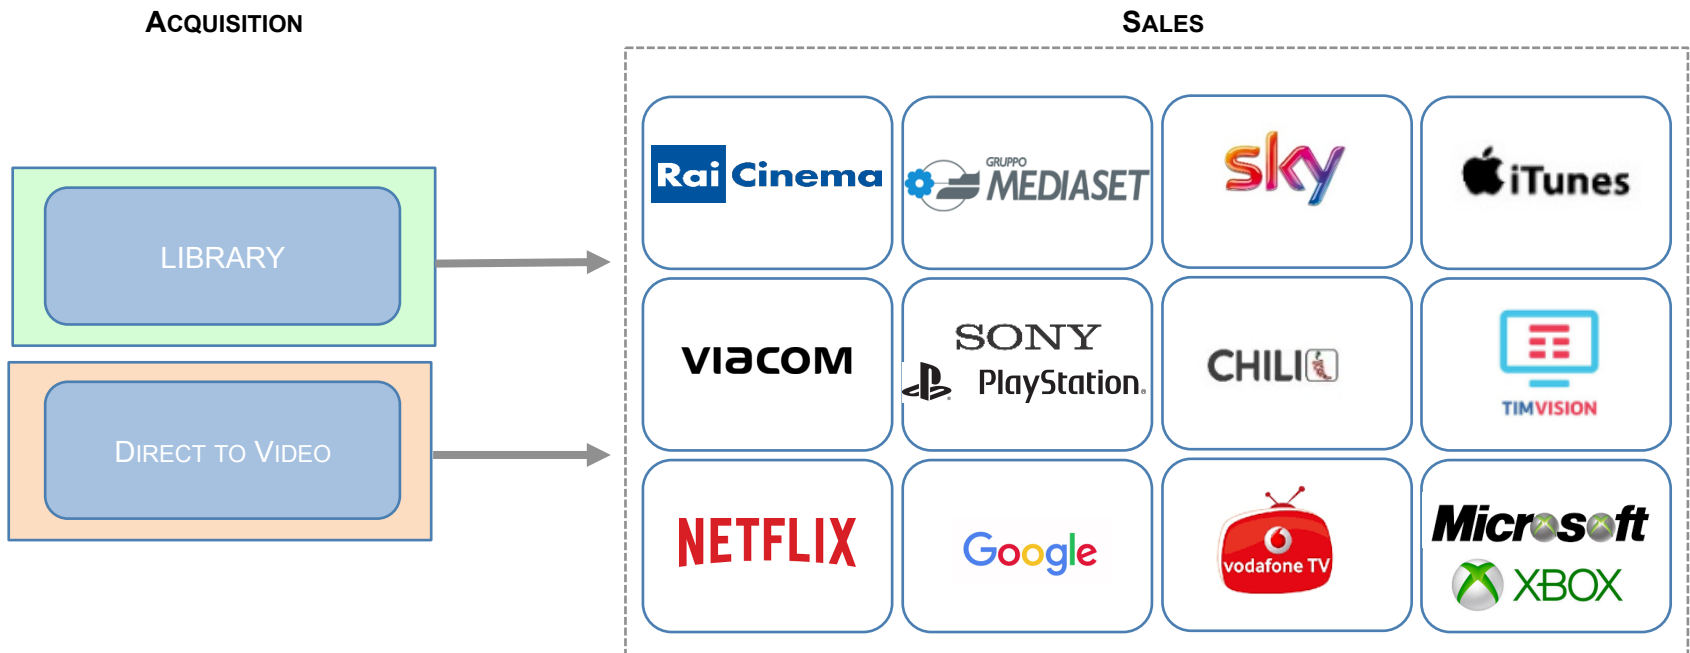 ACQUISITION
SALES
Rai Cinema
GRUPPO
MEDIASET
sky
iTunes
LIBRARY
VIACOM
SONY
PlayStation
CHILI
TIMVISION
DIRECT TO VIDEO
NETFLIX
Google
vodafone TV
Microsoft
XBOX